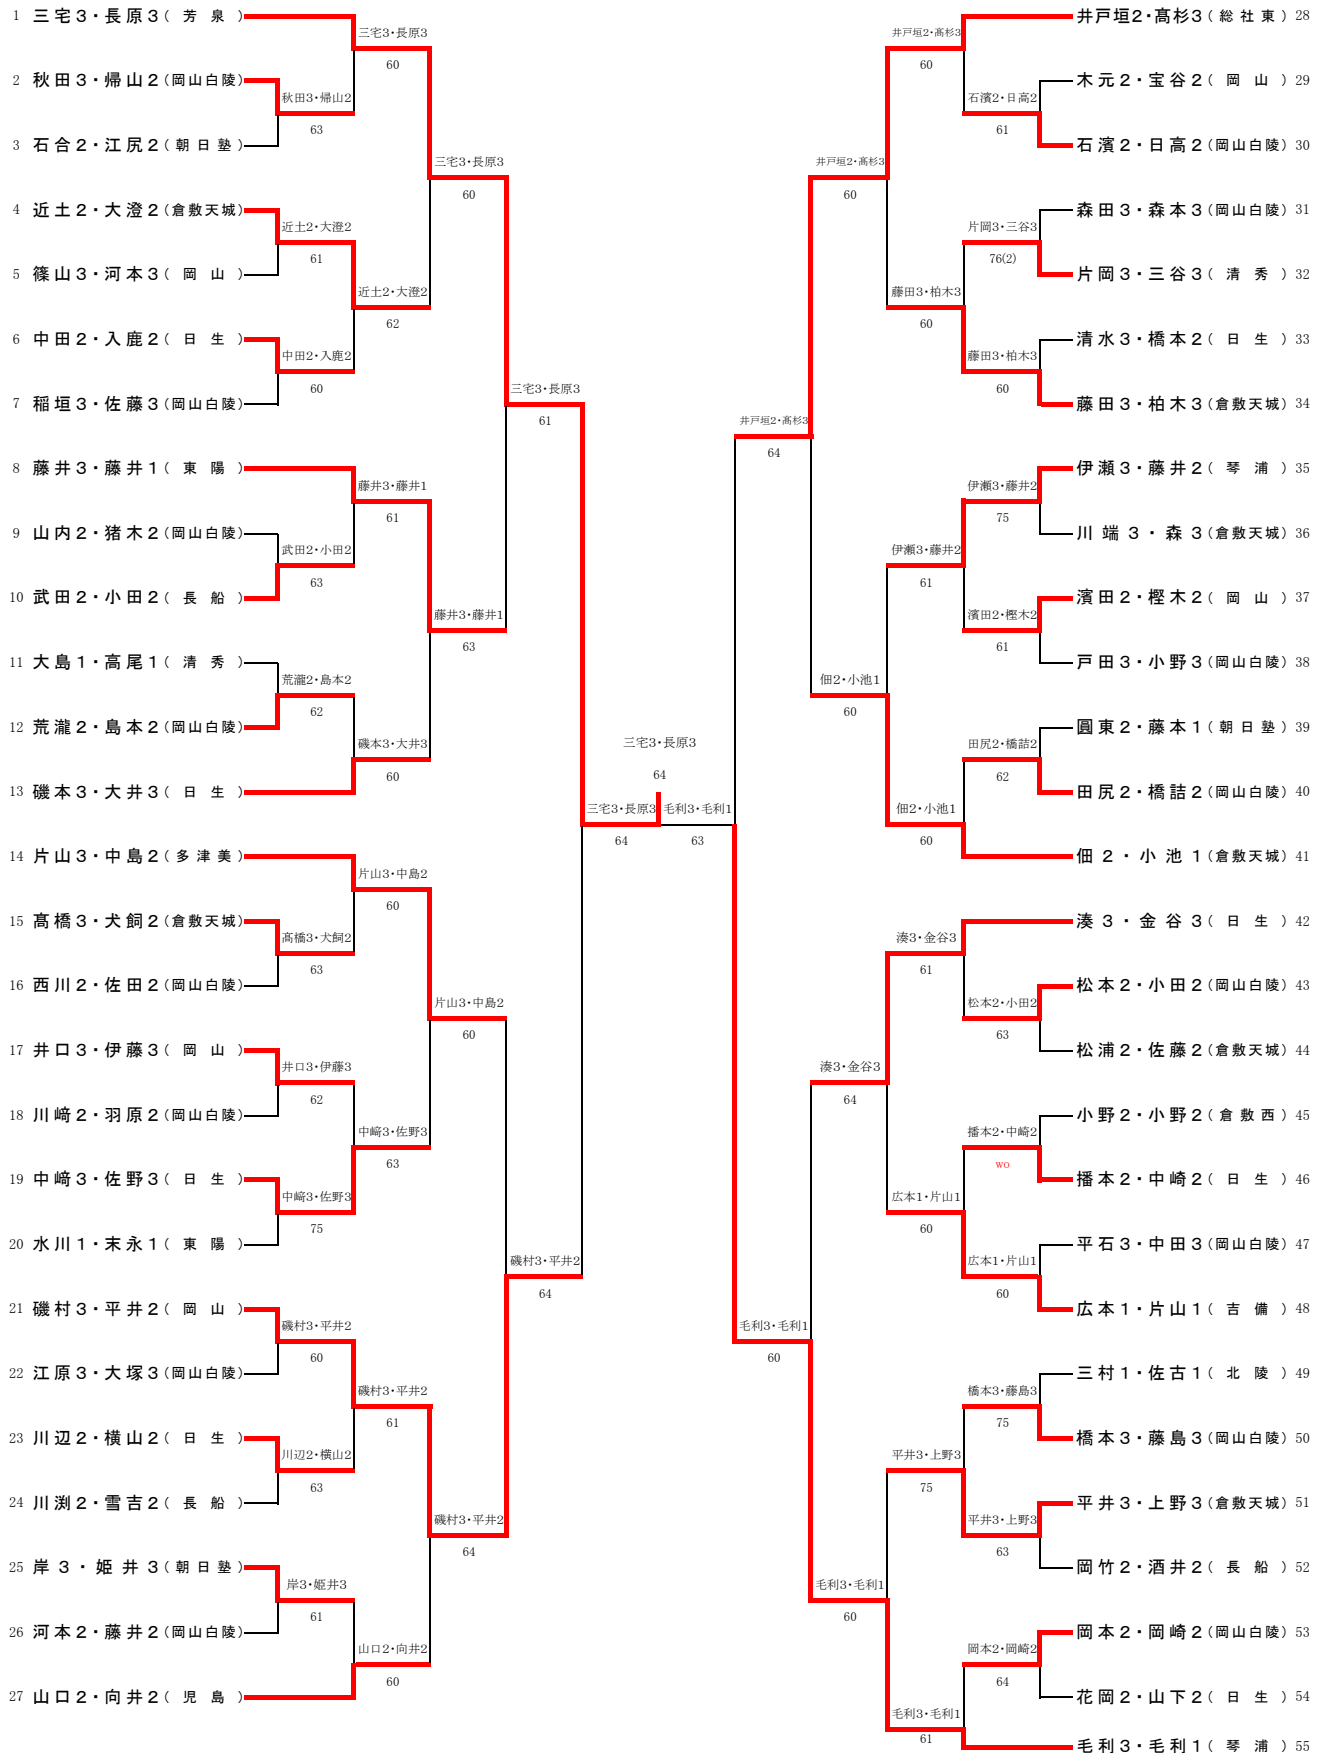 1 三宅3・長原3（芳泉）
三宅3・長原3
60
2 秋田3・帰山2（岡山白陵）
秋田3・帰山2
63
3 石合2・江尻2（朝日塾）
三宅3・長原3
60
4 近土2・大澄2（倉敷天城）
近土2・大澄2
61
5 篠山3・河本3（岡山）
近土2・大澄2
62
6 中田2・入鹿2（日生）
中田2・入鹿2
60
7 稲垣3・佐藤3（岡山白陵）
三宅3・長原3
61
8 藤井3・藤井1（東陽）
藤井3・藤井1
61
9 山内2・猪木2（岡山白陵）
武田2・小田2
63
10 武田2・小田2（長船）
藤井3・藤井1
63
11 大島1・高尾1（清秀）
荒瀧2・島本2
62
12 荒瀧2・島本2（岡山白陵）
磯本3・大井3
60
13 磯本3・大井3（日生）
三宅3・長原3
64
三宅3・長原3
64
毛利3・毛利1
63
14 片山3・中島2（多津美）
片山3・中島2
60
15 髙橋3・犬飼2（倉敷天城）
髙橋3・犬飼2
63
16 西川2・佐田2（岡山白陵）
片山3・中島2
60
17 井口3・伊藤3（岡山）
井口3・伊藤3
62
18 川﨑2・羽原2（岡山白陵）
中﨑3・佐野3
63
19 中﨑3・佐野3（日生）
中﨑3・佐野3
75
20 水川1・末永1（東陽）
磯村3・平井2
64
21 磯村3・平井2（岡山）
磯村3・平井2
60
22 江原3・大塚3（岡山白陵）
磯村3・平井2
61
23 川辺2・横山2（日生）
川辺2・横山2
63
24 川渕2・雪吉2（長船）
磯村3・平井2
64
25 岸3・姫井3（朝日塾）
岸3・姫井3
61
26 河本2・藤井2（岡山白陵）
山口2・向井2
60
27 山口2・向井2（児島）
井戸垣2・髙杉3（総社東） 28
井戸垣2・髙杉3
60
木元2・宝谷2（岡山） 29
石濱2・日高2
61
石濱2・日高2（岡山白陵） 30
井戸垣2・髙杉3
60
森田3・森本3（岡山白陵） 31
片岡3・三谷3
76(2)
片岡3・三谷3（清秀） 32
藤田3・柏木3
60
清水3・橋本2（日生） 33
藤田3・柏木3
60
藤田3・柏木3（倉敷天城） 34
井戸垣2・髙杉3
64
伊瀬3・藤井2（琴浦） 35
伊瀬3・藤井2
75
川端3・森3（倉敷天城） 36
伊瀬3・藤井2
61
濱田2・樫木2（岡山） 37
濱田2・樫木2
61
戸田3・小野3（岡山白陵） 38
佃2・小池1
60
圓東2・藤本1（朝日塾） 39
田尻2・橋詰2
62
田尻2・橋詰2（岡山白陵） 40
佃2・小池1
60
佃2・小池1（倉敷天城） 41
湊3・金谷3（日生） 42
湊3・金谷3
61
松本2・小田2（岡山白陵） 43
松本2・小田2
63
松浦2・佐藤2（倉敷天城） 44
湊3・金谷3
64
小野2・小野2（倉敷西） 45
播本2・中崎2
wo
播本2・中崎2（日生） 46
広本1・片山1
60
平石3・中田3（岡山白陵） 47
広本1・片山1
60
広本1・片山1（吉備） 48
毛利3・毛利1
60
三村1・佐古1（北陵） 49
橋本3・藤島3
75
橋本3・藤島3（岡山白陵） 50
平井3・上野3
75
平井3・上野3（倉敷天城） 51
平井3・上野3
63
岡竹2・酒井2（長船） 52
毛利3・毛利1
60
岡本2・岡崎2（岡山白陵） 53
岡本2・岡崎2
64
花岡2・山下2（日生） 54
毛利3・毛利1
61
毛利3・毛利1（琴浦） 55